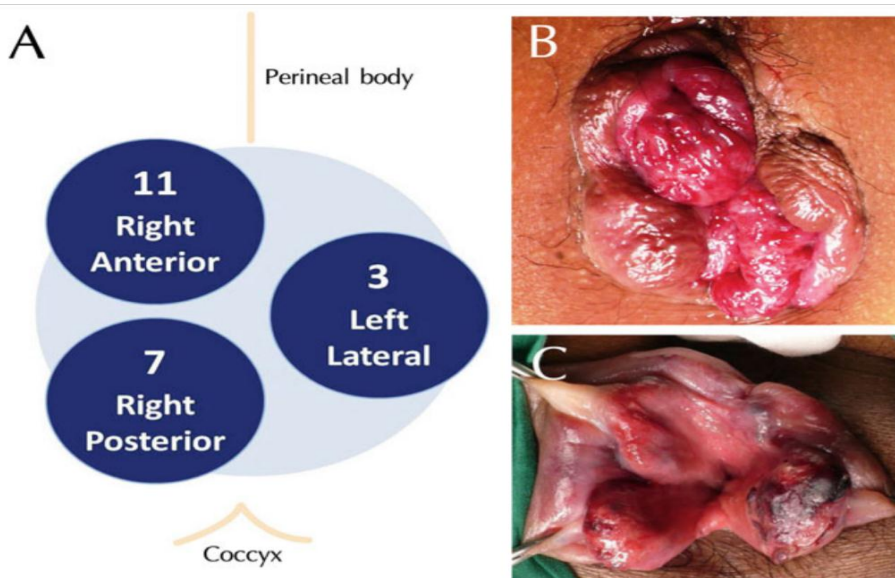 A
Perineal body
11
Right
Anterior
3
Left
Lateral
7
Right
Posterior
Coccyx
B
C